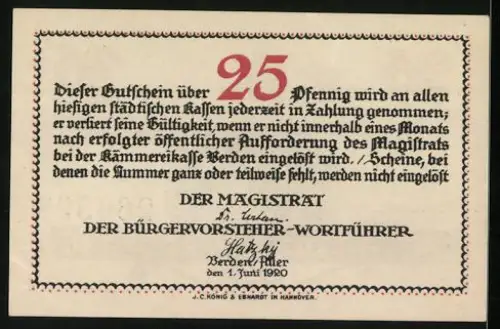 Dieser Gutschein über 25 Pfennig wird an allen
hiesigen städtischen Kassen jederzeit in Zahlung genommen;
er verliert seine Gültigkeit, wenn er nicht innerhalb eines Monats
nach erfolgter öffentlicher Aufforderung des Magistrats
bei der Kämmereikasse Verden eingelöst wird. / Scheine, bei
denen die Nummer ganz oder teilweise fehlt, werden nicht eingelöst
DER MAGISTRAT
Dr.
DER BÜRGERVORSTEHER-WORTFÜHRER
Hatzky
Verden, Aller
den 1. Juni 1920
J.C. KÖNIG & EBHARDT IN HANNOVER.